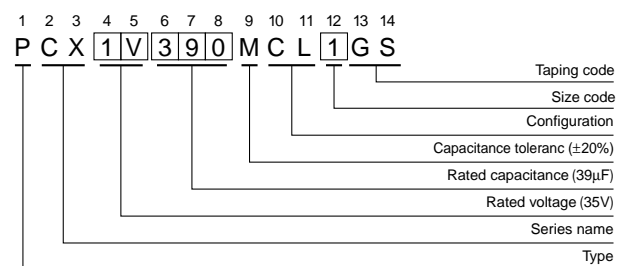 1 2 3 4 5 6 7 8 9 10 11 12 13 14
P C X 1 V 3 9 0 M C L 1 G S
Taping code
Size code
Configuration
Capacitance toleranc (±20%)
Rated capacitance (39μF)
Rated voltage (35V)
Series name
Type